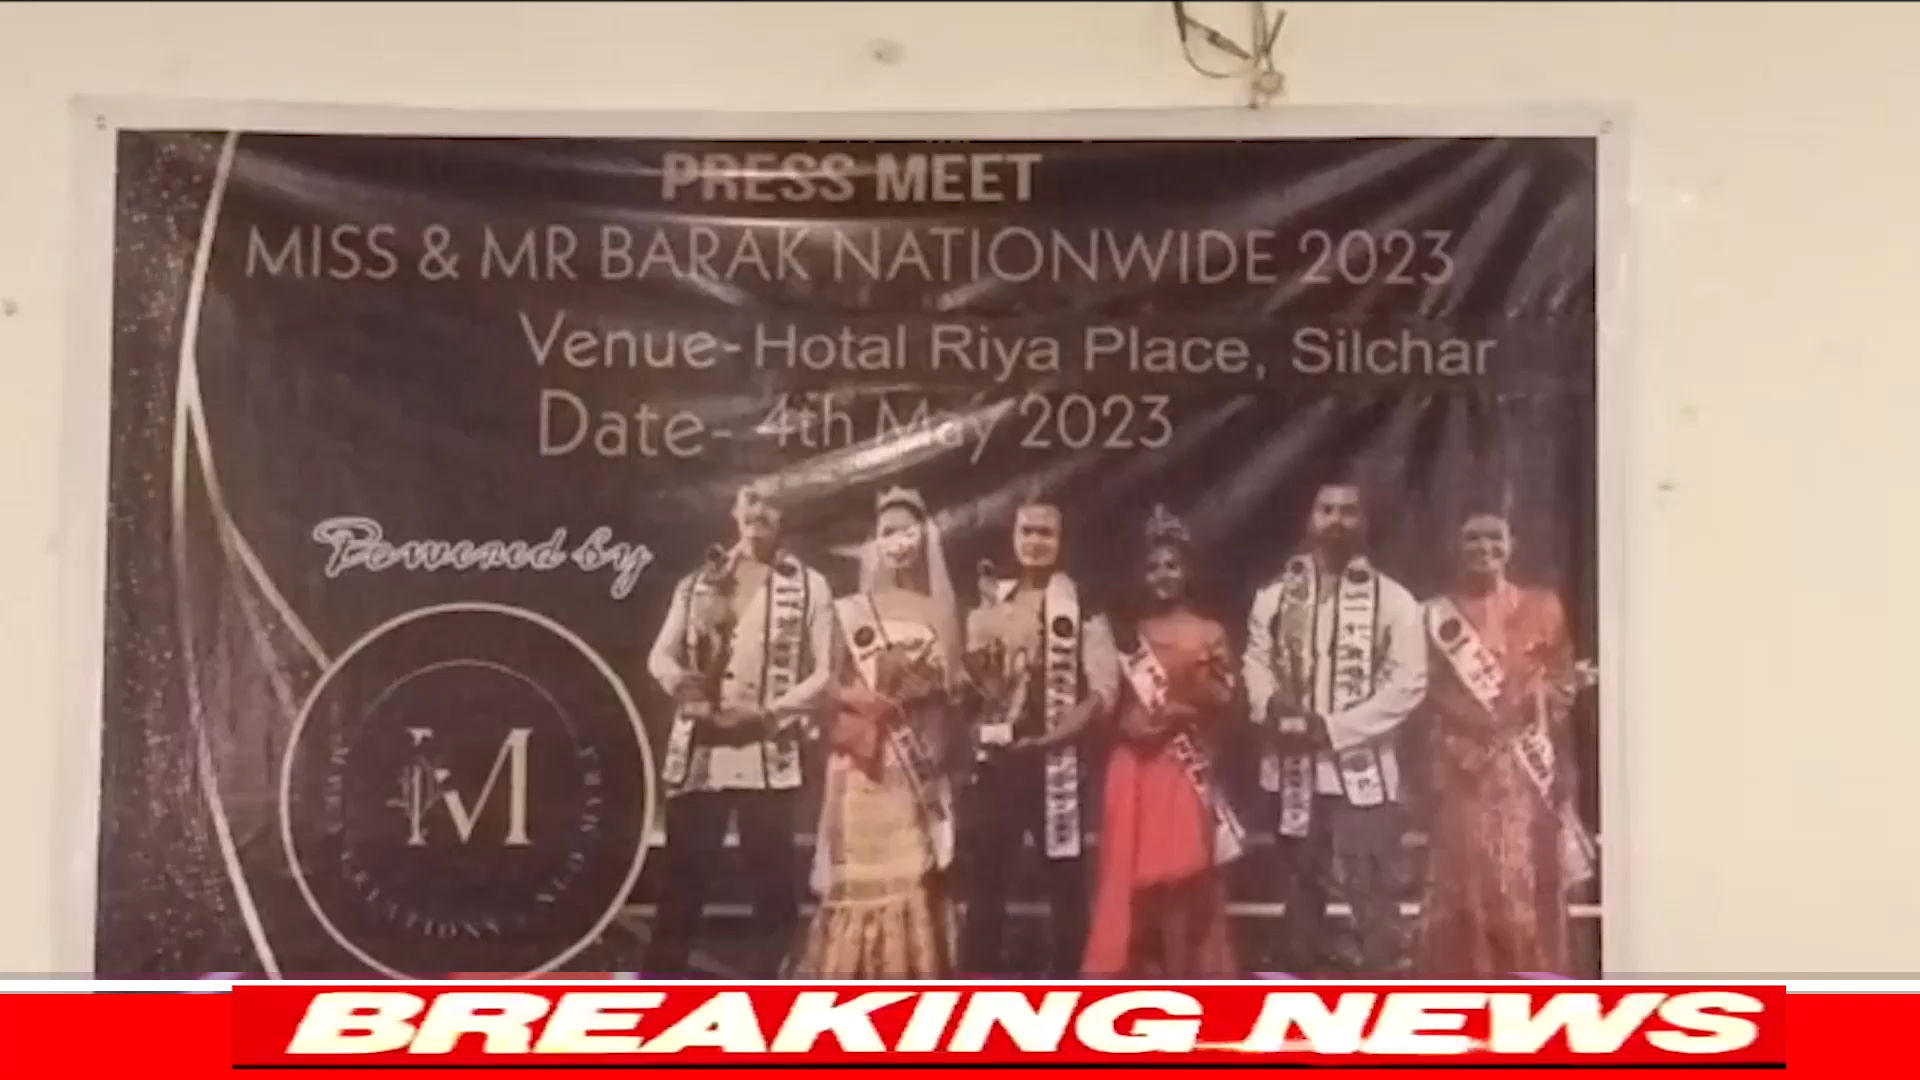 PRESS MEET
MISS & MR BARAK NATIONWIDE 2023
Venue- Hotal Riya Place, Silchar
Date- 4th May 2023
Powered by
M
BREAKING NEWS